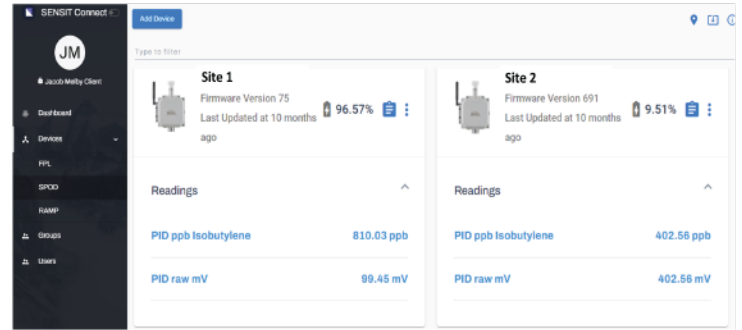 SENSIT Connect
Add Device
JM
Jacob Melby Client
Dashboard
Devices
FPL
SPOD
RAMP
Groups
Users
Type to filter
Site 1
Firmware Version 75
Last Updated at 10 months
ago
96.57%
Readings
PID ppb Isobutylene 810.03 ppb
PID raw mV 99.45 mV
Site 2
Firmware Version 691
Last Updated at 10 months
ago
9.51%
Readings
PID ppb Isobutylene 402.56 ppb
PID raw mV 402.56 mV